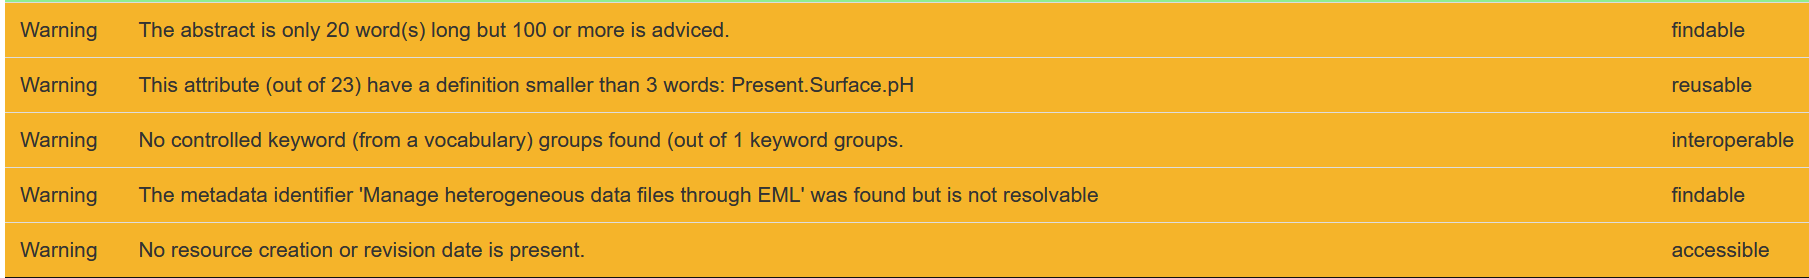 Warning The abstract is only 20 word(s) long but 100 or more is adviced. findable
Warning This attribute (out of 23) have a definition smaller than 3 words: Present.Surface.pH reusable
Warning No controlled keyword (from a vocabulary) groups found (out of 1 keyword groups. interoperable
Warning The metadata identifier 'Manage heterogeneous data files through EML' was found but is not resolvable findable
Warning No resource creation or revision date is present. accessible